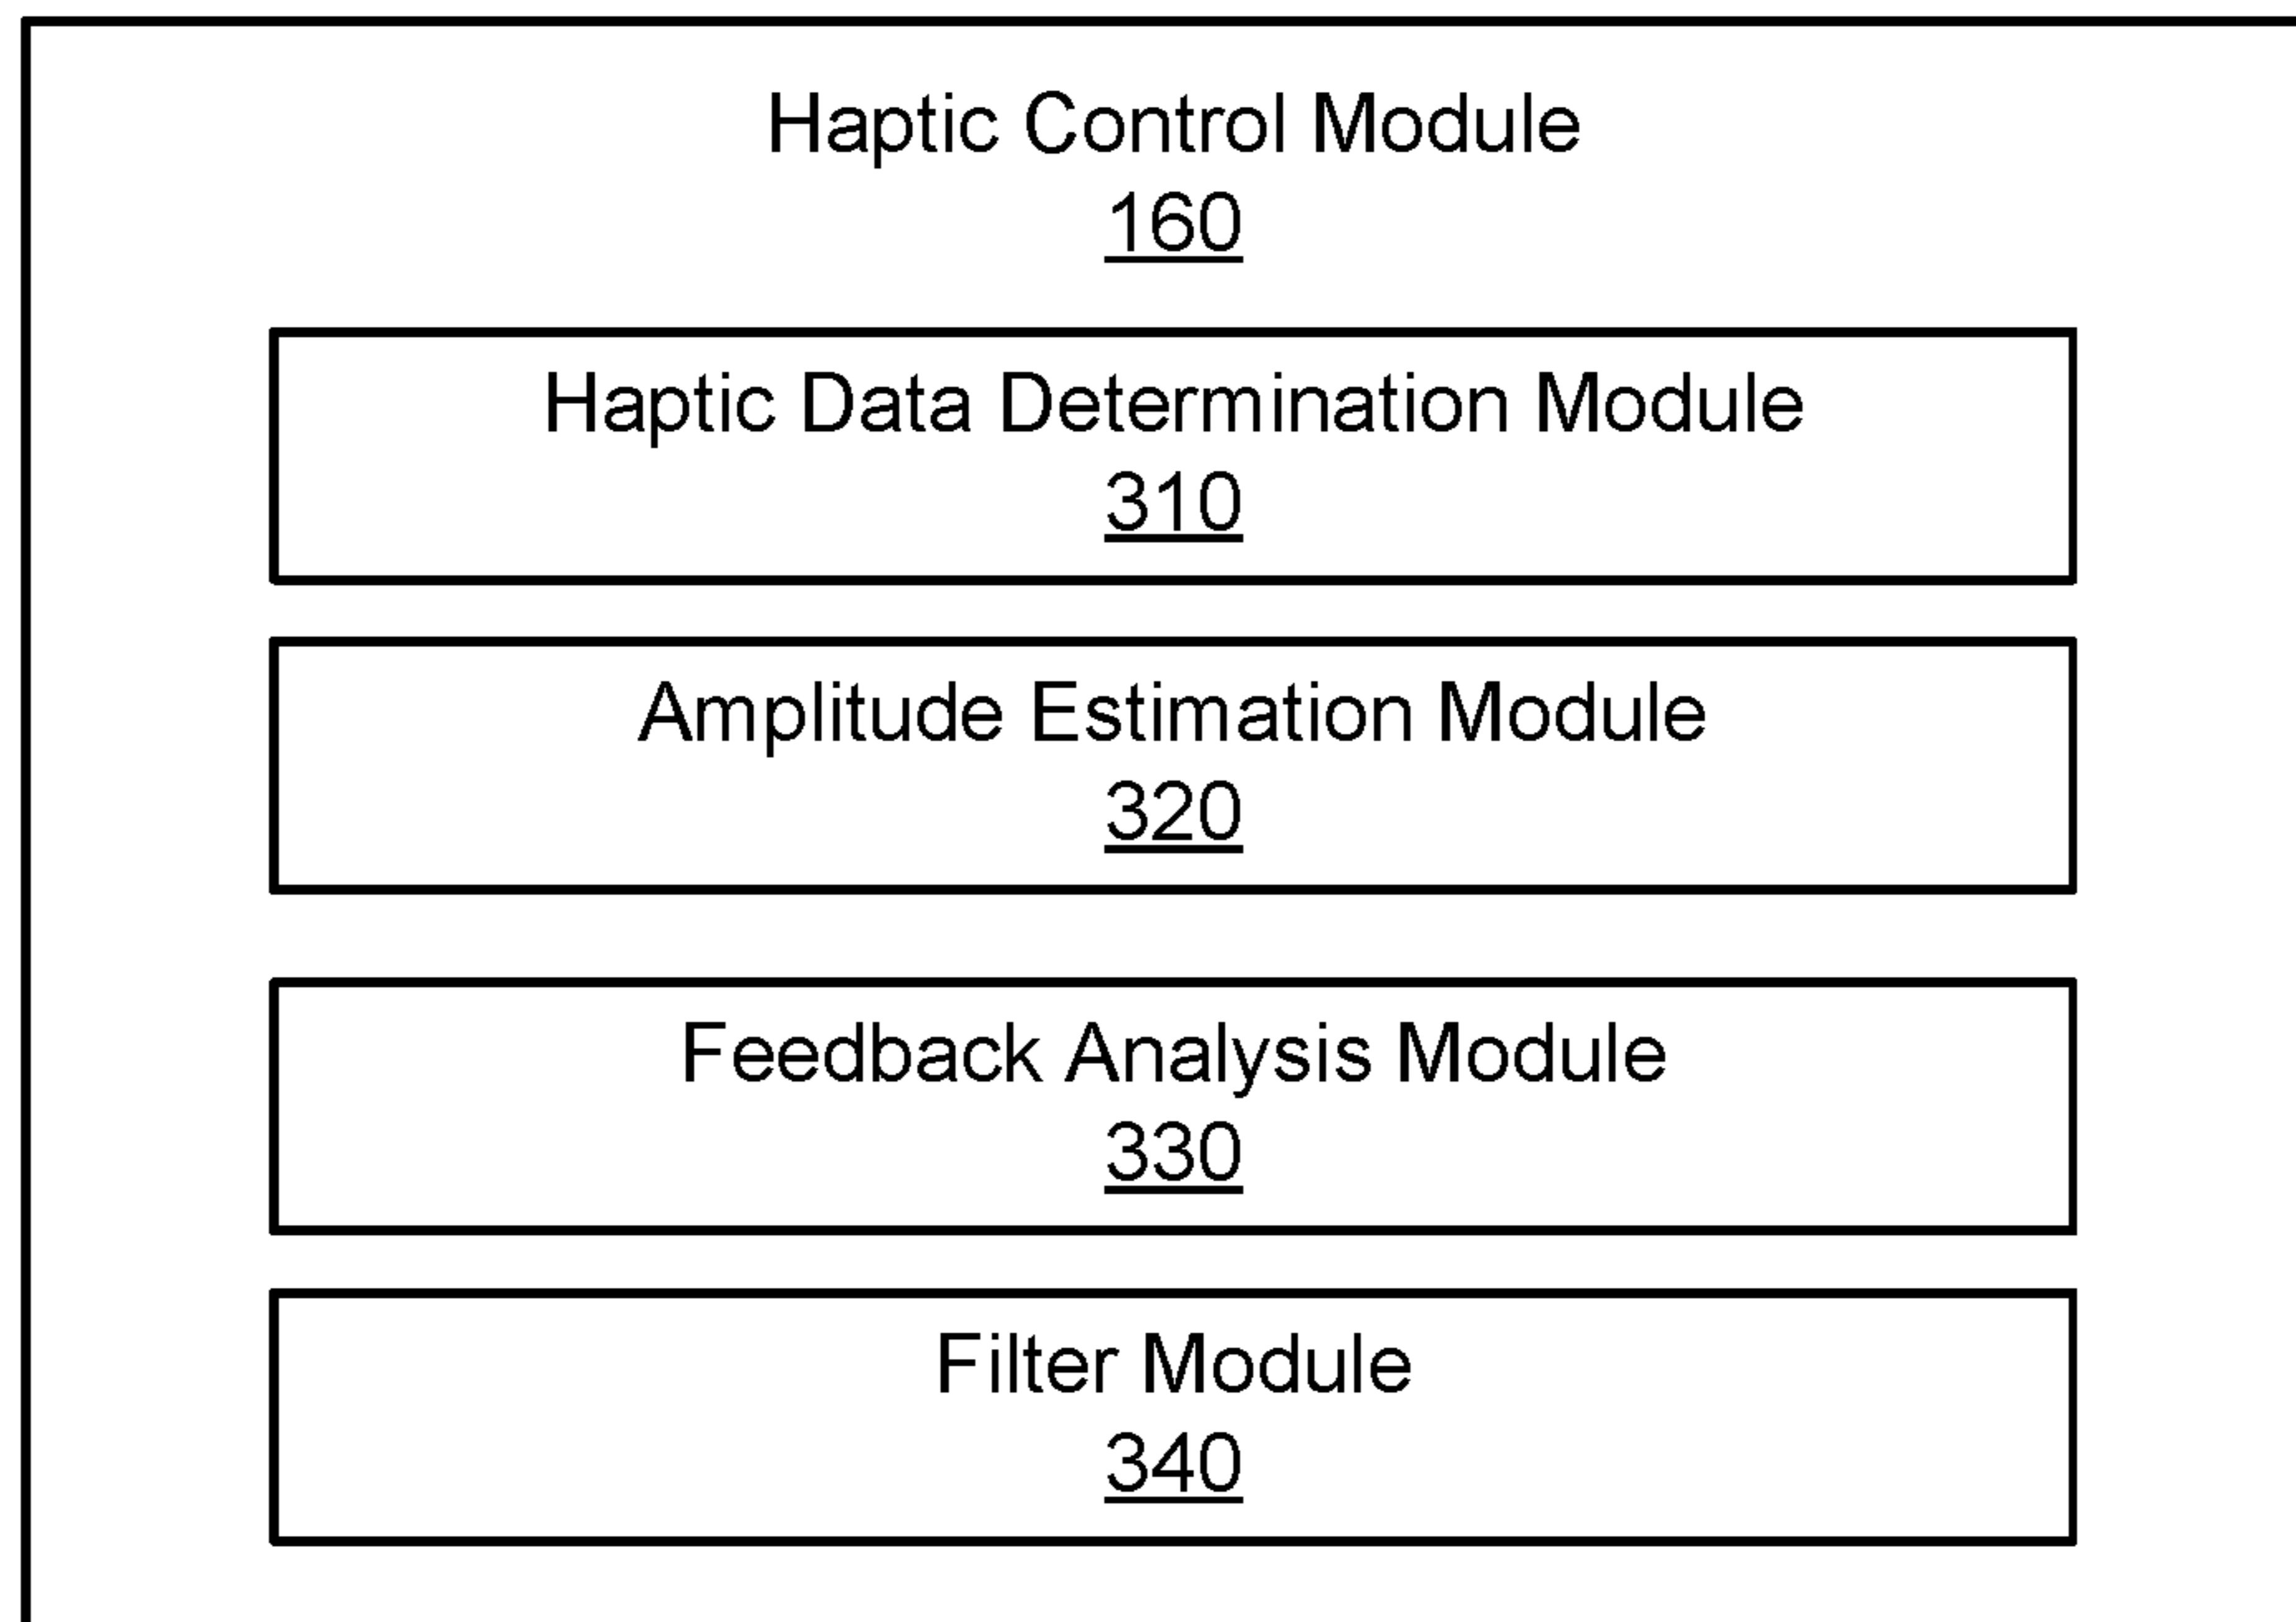 Haptic Control Module
160
Haptic Data Determination Module
310
Amplitude Estimation Module
320
Feedback Analysis Module
330
Filter Module
340